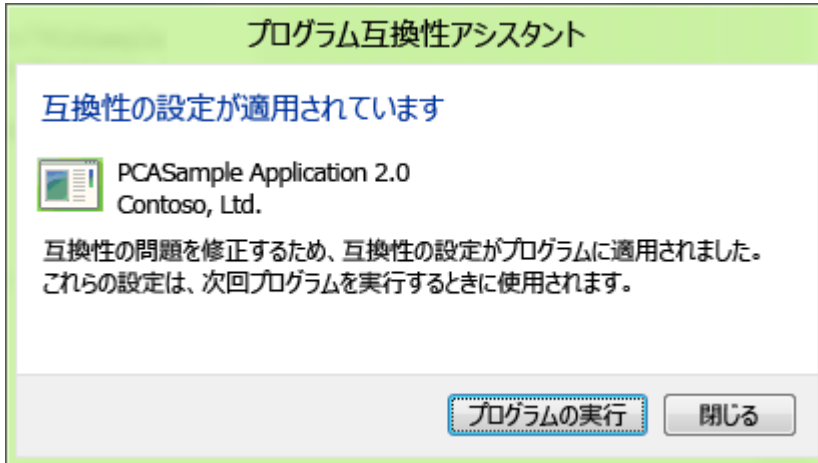 プログラム互換性アシスタント
互換性の設定が適用されています
PCASample Application 2.0
Contoso, Ltd.
互換性の問題を修正するため、互換性の設定がプログラムに適用されました。
これらの設定は、次回プログラムを実行するときに使用されます。
プログラムの実行
閉じる